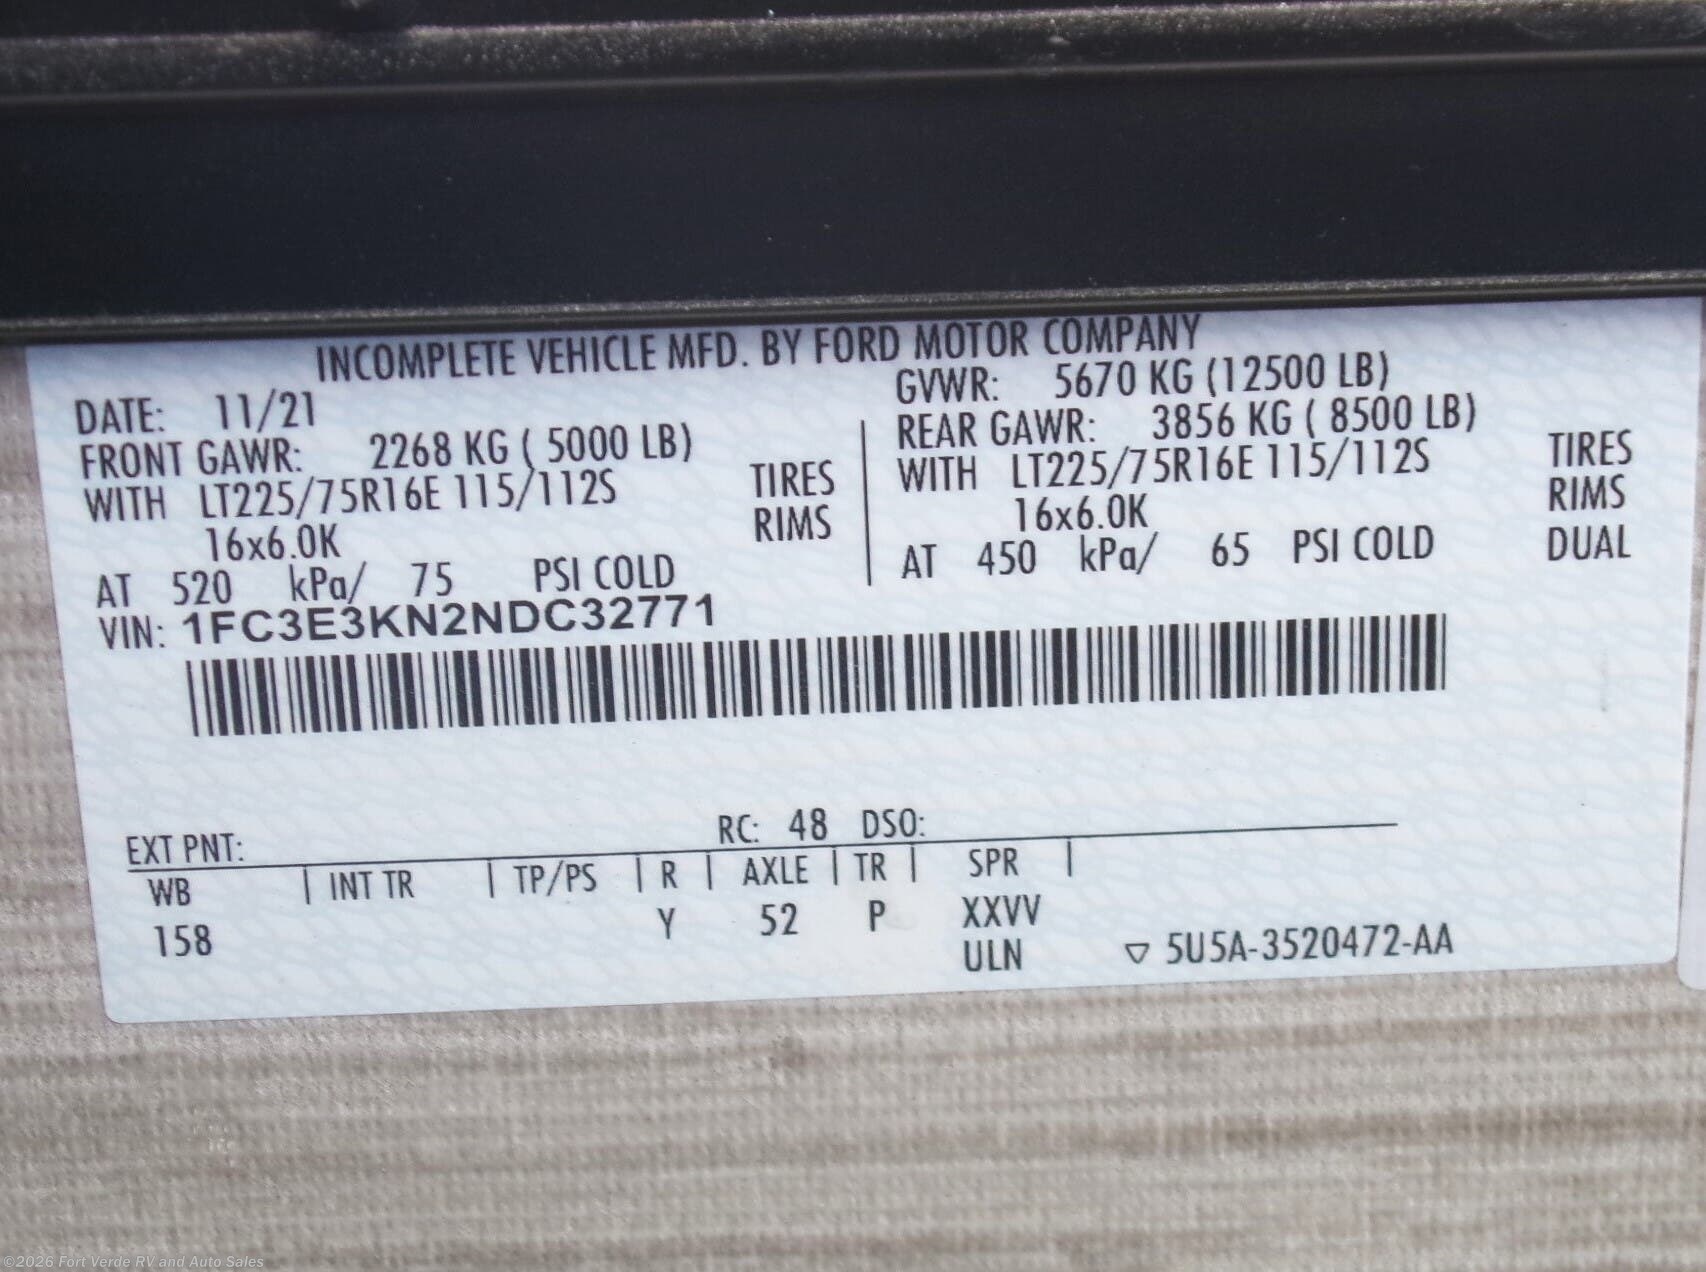 INCOMPLETE VEHICLE MFD. BY FORD MOTOR COMPANY
DATE: 11/21
GVWR: 5670 KG (12500 LB)
FRONT GAWR: 2268 KG ( 5000 LB)
WITH LT225/75R16E 115/112S TIRES
16x6.0K RIMS
AT 520 kPa/ 75 PSI COLD
REAR GAWR: 3856 KG ( 8500 LB)
WITH LT225/75R16E 115/112S TIRES
16x6.0K RIMS
AT 450 kPa/ 65 PSI COLD DUAL
VIN: 1FC3E3KN2NDC32771
EXT PNT: RC: 48 DSO:
WB | INT TR | TP/PS | R | AXLE | TR | SPR |
158 Y 52 P XXVV
ULN ▽ 5U5A-3520472-AA
©2026 Fort Verde RV and Auto Sales